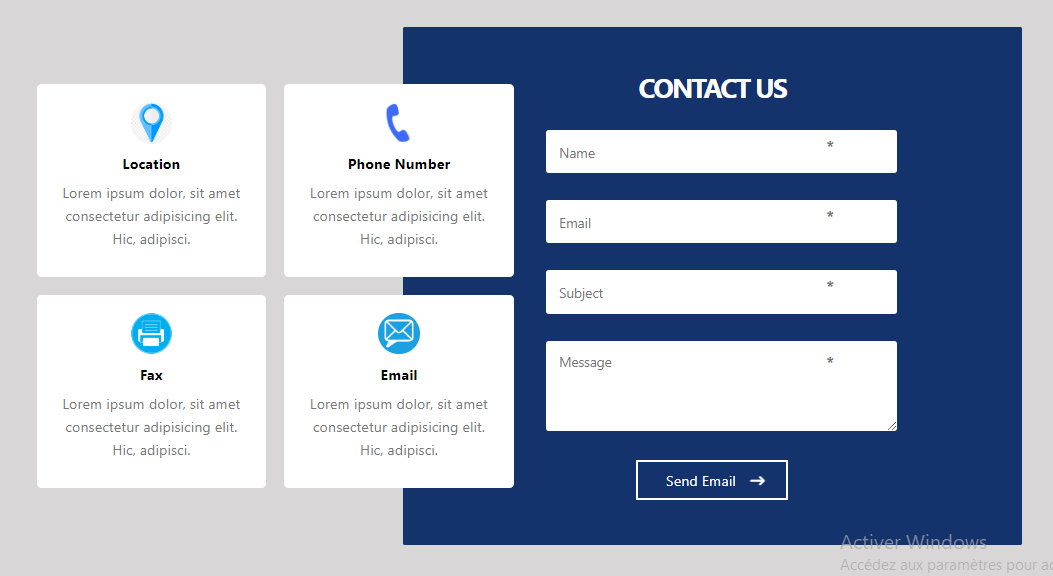 Location
Lorem ipsum dolor, sit amet
consectetur adipisicing elit.
Hic, adipisci.
Phone Number
Lorem ipsum dolor, sit amet
consectetur adipisicing elit.
Hic, adipisci.
Fax
Lorem ipsum dolor, sit amet
consectetur adipisicing elit.
Hic, adipisci.
Email
Lorem ipsum dolor, sit amet
consectetur adipisicing elit.
Hic, adipisci.
CONTACT US
Name *
Email *
Subject *
Message *
Send Email →
Activer Windows
Accédez aux paramètres pour